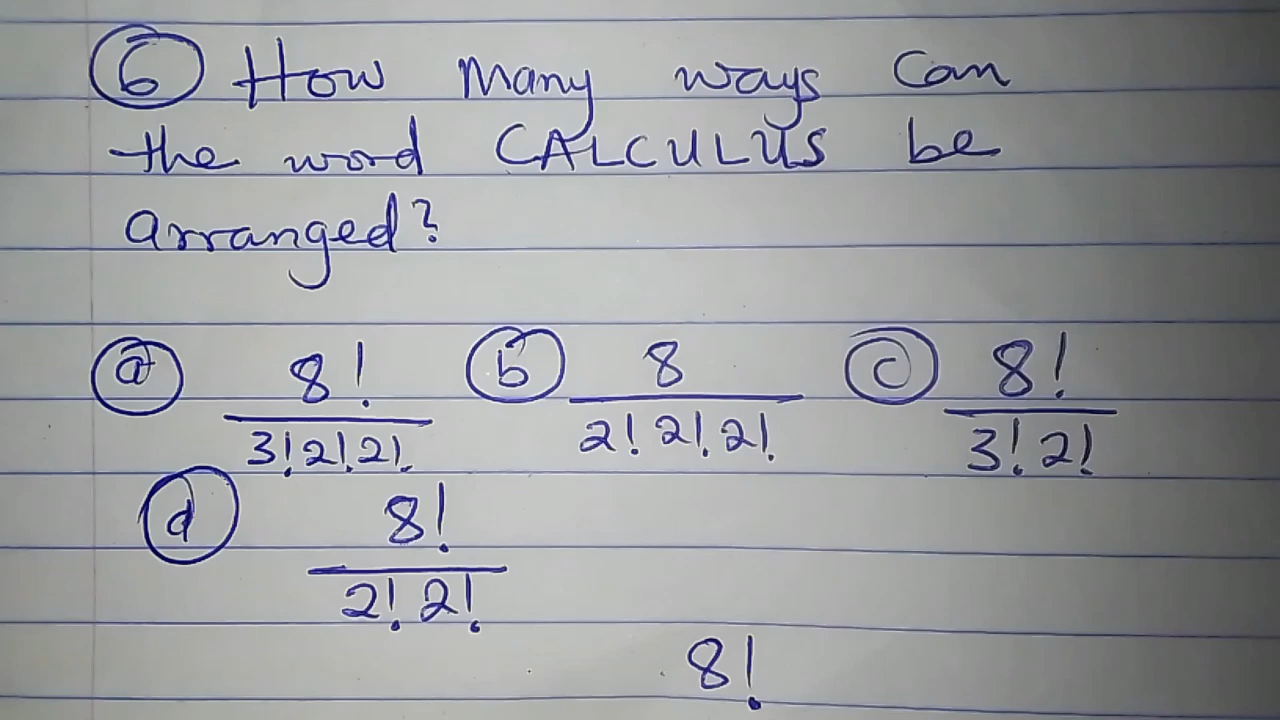 6 How Many ways Can
the word CALCULUS be
arranged?
a 8! b 8 c 8!
3!2!2! 2!2!2! 3!2!
d 8!
2!2!
8!